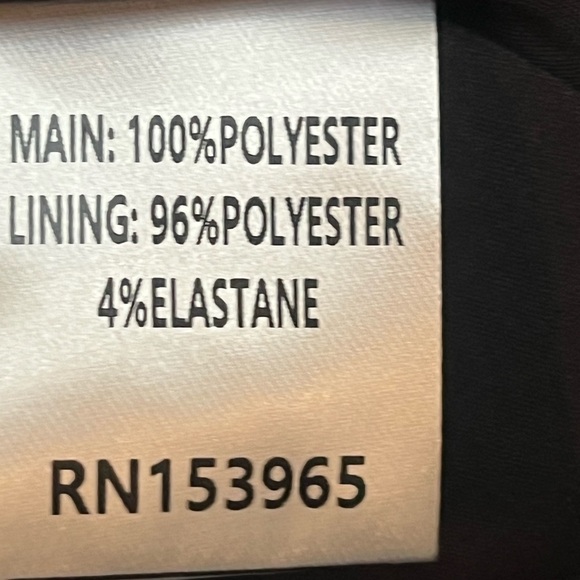 MAIN: 100%POLYESTER
LINING: 96%POLYESTER
4%ELASTANE
RN153965